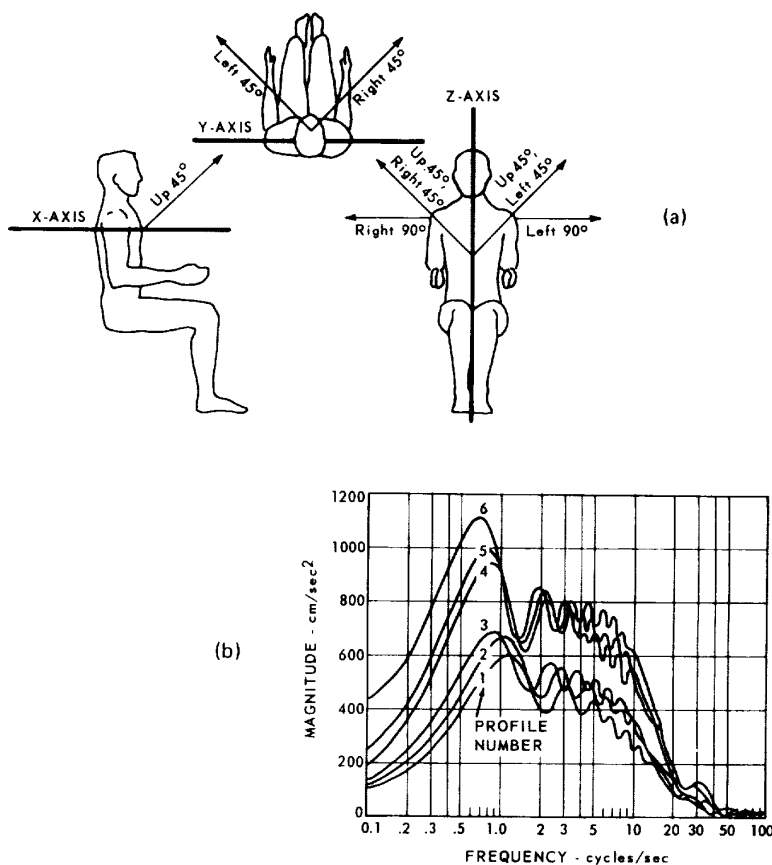 Left 45°
Right 45°
Y-AXIS
Z-AXIS
X-AXIS
Up 45°
Up 45°,
Right 45°
Up 45°,
Left 45°
Right 90°
Left 90°
(a)
(b)
MAGNITUDE - cm/sec²
1200
1000
800
600
400
200
0
6
5
4
3
2
1
PROFILE
NUMBER
0.1 .2 .3 .5 1.0 2 3 5 10 20 30 50 100
FREQUENCY - cycles/sec